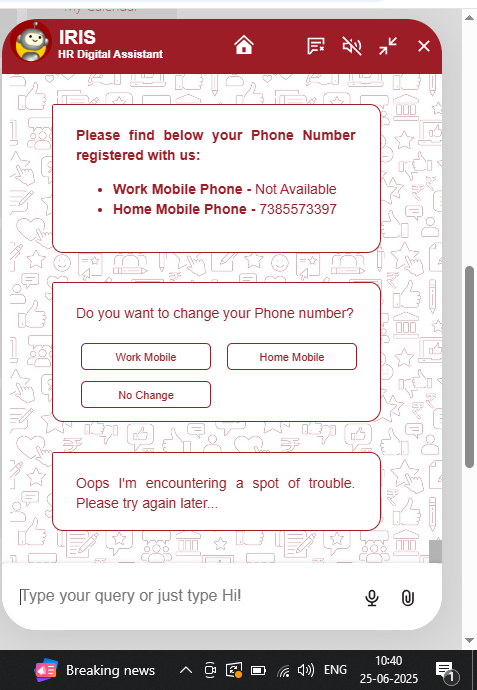 My Calendar
IRIS
HR Digital Assistant
Please find below your Phone Number
registered with us:
• Work Mobile Phone - Not Available
• Home Mobile Phone - 7385573397
Do you want to change your Phone number?
Work Mobile
Home Mobile
No Change
Oops I'm encountering a spot of trouble.
Please try again later...
Type your query or just type Hi!
Breaking news
ENG
10:40
25-06-2025
1